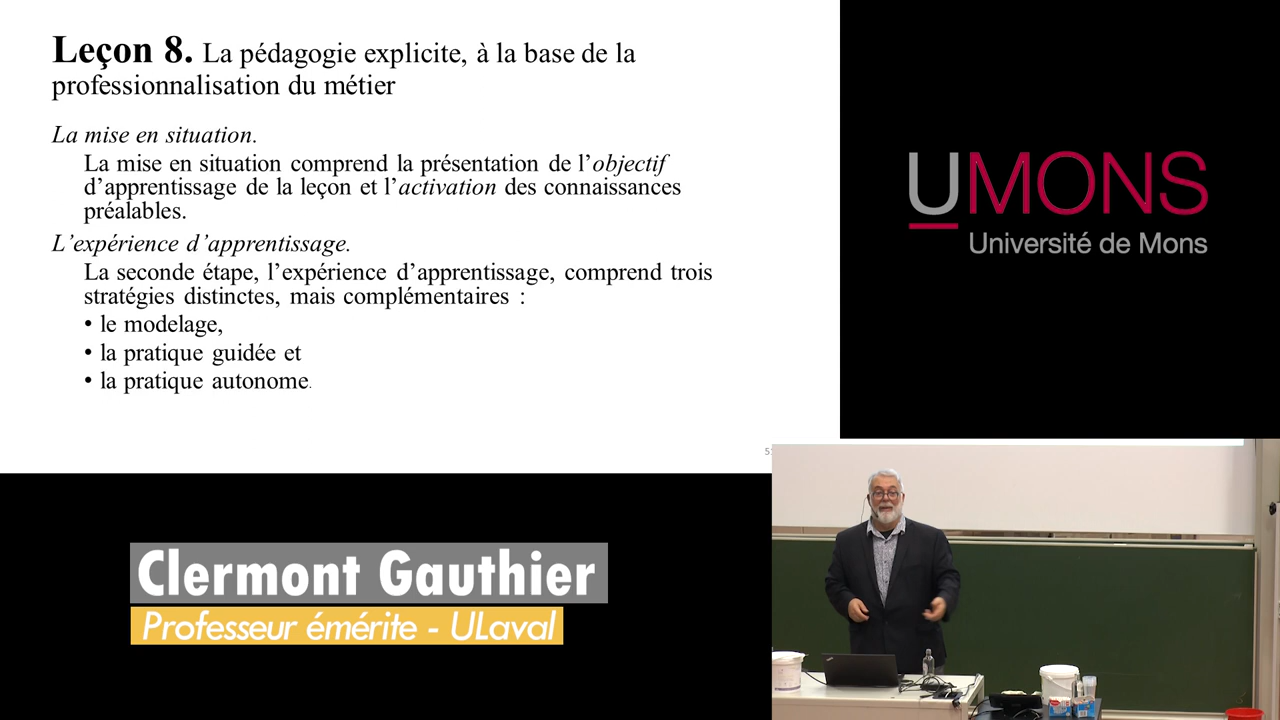 Leçon 8. La pédagogie explicite, à la base de la
professionnalisation du métier
La mise en situation.
La mise en situation comprend la présentation de l’objectif
d’apprentissage de la leçon et l’activation des connaissances
préalables.
L’expérience d’apprentissage.
La seconde étape, l’expérience d’apprentissage, comprend trois
stratégies distinctes, mais complémentaires :
• le modelage,
• la pratique guidée et
• la pratique autonome.
UMONS
Université de Mons
Clermont Gauthier
Professeur émérite - ULaval